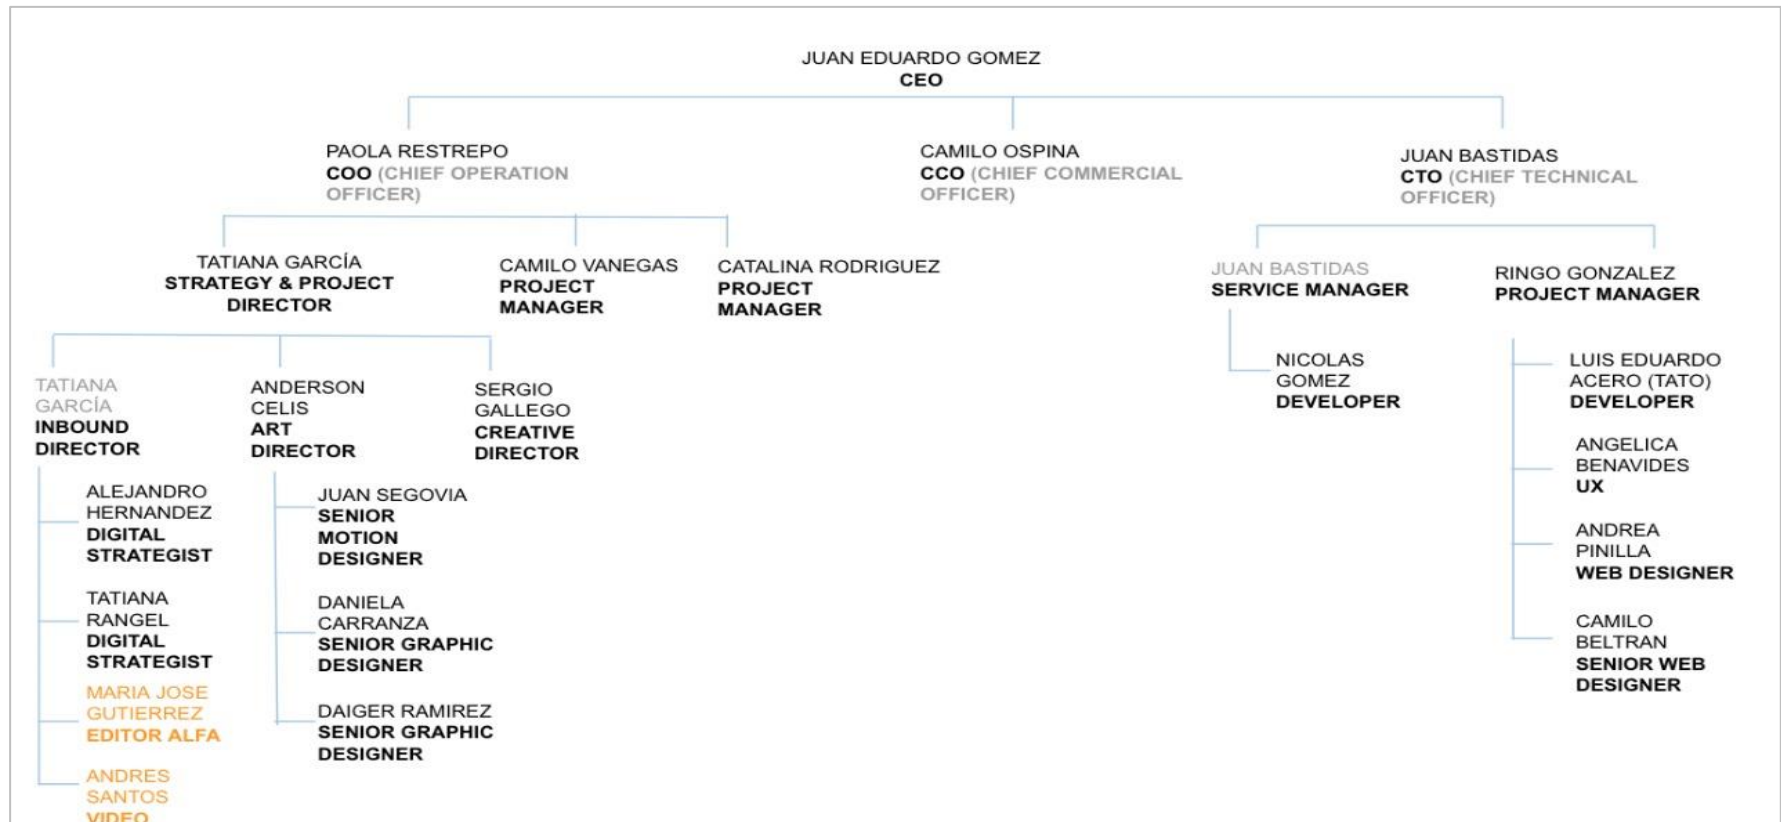 JUAN EDUARDO GOMEZ
CEO
PAOLA RESTREPO
COO (CHIEF OPERATION
OFFICER)
CAMILO OSPINA
CCO (CHIEF COMMERCIAL
OFFICER)
JUAN BASTIDAS
CTO (CHIEF TECHNICAL
OFFICER)
TATIANA GARCÍA
STRATEGY & PROJECT
DIRECTOR
CAMILO VANEGAS
PROJECT
MANAGER
CATALINA RODRIGUEZ
PROJECT
MANAGER
JUAN BASTIDAS
SERVICE MANAGER
RINGO GONZALEZ
PROJECT MANAGER
TATIANA
GARCÍA
INBOUND
DIRECTOR
ANDERSON
CELIS
ART
DIRECTOR
SERGIO
GALLEGO
CREATIVE
DIRECTOR
NICOLAS
GOMEZ
DEVELOPER
LUIS EDUARDO
ACERO (TATO)
DEVELOPER
ANGELICA
BENAVIDES
UX
ANDREA
PINILLA
WEB DESIGNER
CAMILO
BELTRAN
SENIOR WEB
DESIGNER
ALEJANDRO
HERNANDEZ
DIGITAL
STRATEGIST
TATIANA
RANGEL
DIGITAL
STRATEGIST
MARIA JOSE
GUTIERREZ
EDITOR ALFA
ANDRES
SANTOS
VIDEO
JUAN SEGOVIA
SENIOR
MOTION
DESIGNER
DANIELA
CARRANZA
SENIOR GRAPHIC
DESIGNER
DAIGER RAMIREZ
SENIOR GRAPHIC
DESIGNER